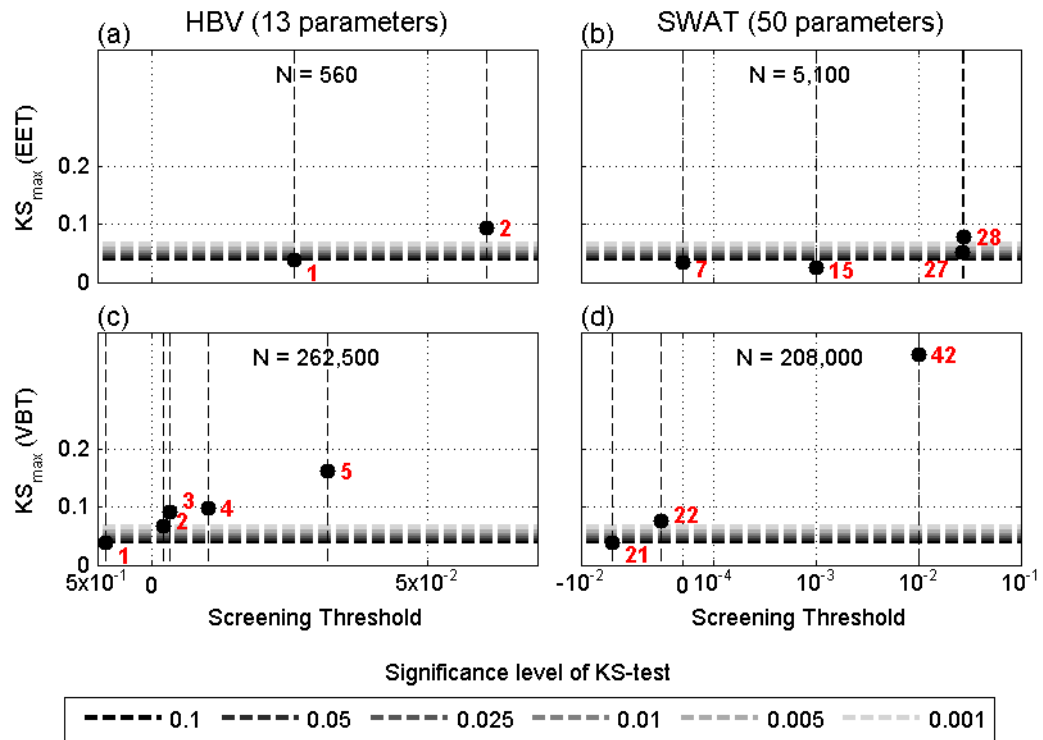 HBV (13 parameters)
SWAT (50 parameters)
(a)
(b)
N = 560
N = 5,100
KSmax (EET)
0.2
0.1
0
1
2
7
15
27
28
(c)
(d)
N = 262,500
N = 208,000
KSmax (VBT)
0.2
0.1
0
1
2
3
4
5
21
22
42
5x10-1 0 5x10-2
-10-2 0 10-4 10-3 10-2 10-1
Screening Threshold
Screening Threshold
Significance level of KS-test
0.1 0.05 0.025 0.01 0.005 0.001